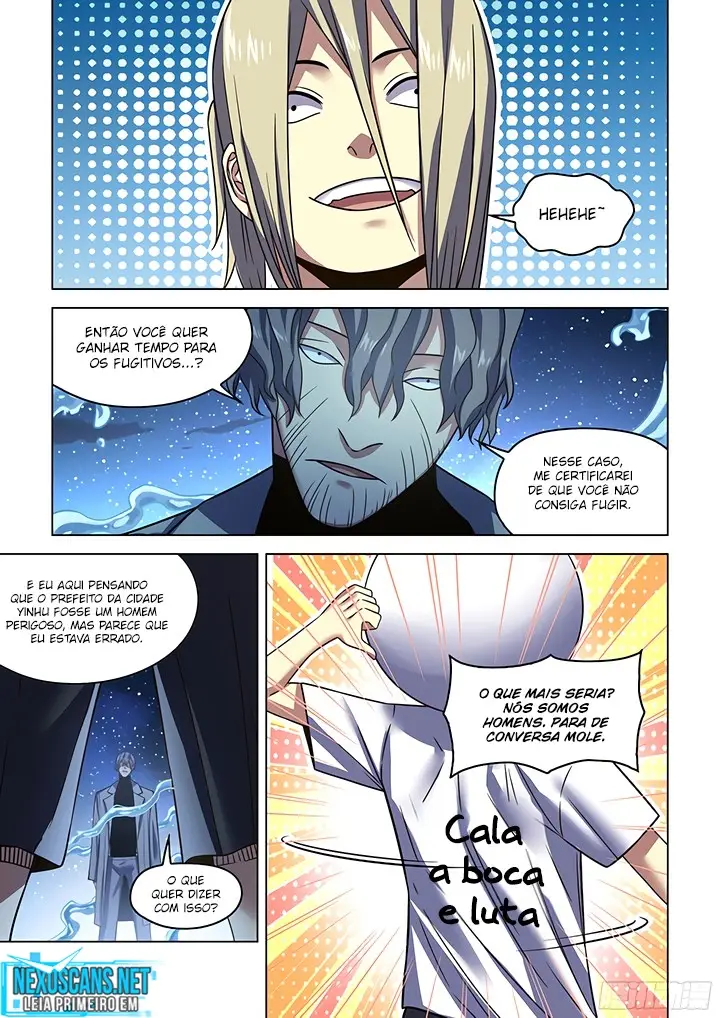 HEHEHE~
ENTÃO VOCÊ QUER
GANHAR TEMPO PARA
OS FUGITIVOS...?
NESSE CASO,
ME CERTIFICAREI
DE QUE VOCÊ NÃO
CONSIGA FUGIR.
E EU AQUI PENSANDO
QUE O PREFEITO DA CIDADE
YINHU FOSSE UM HOMEM
PERIGOSO, MAS PARECE QUE
EU ESTAVA ERRADO.
O QUE
QUER DIZER
COM ISSO?
O QUE MAIS SERIA?
NÓS SOMOS
HOMENS. PARA DE
CONVERSA MOLE.
Cala
a boca
e luta
NEXUSCANS.NET
LEIA PRIMEIRO EM